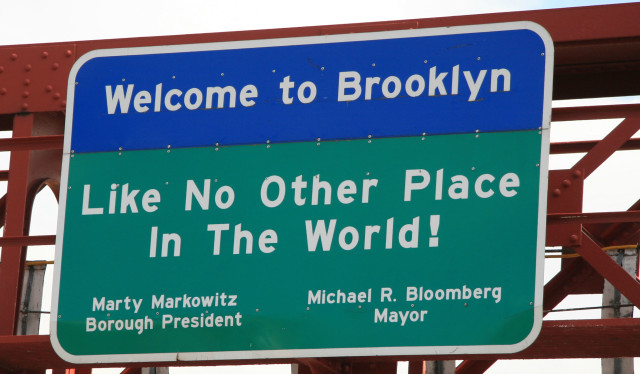 Welcome to Brooklyn
Like No Other Place
In The World!
Marty Markowitz
Borough President
Michael R. Bloomberg
Mayor